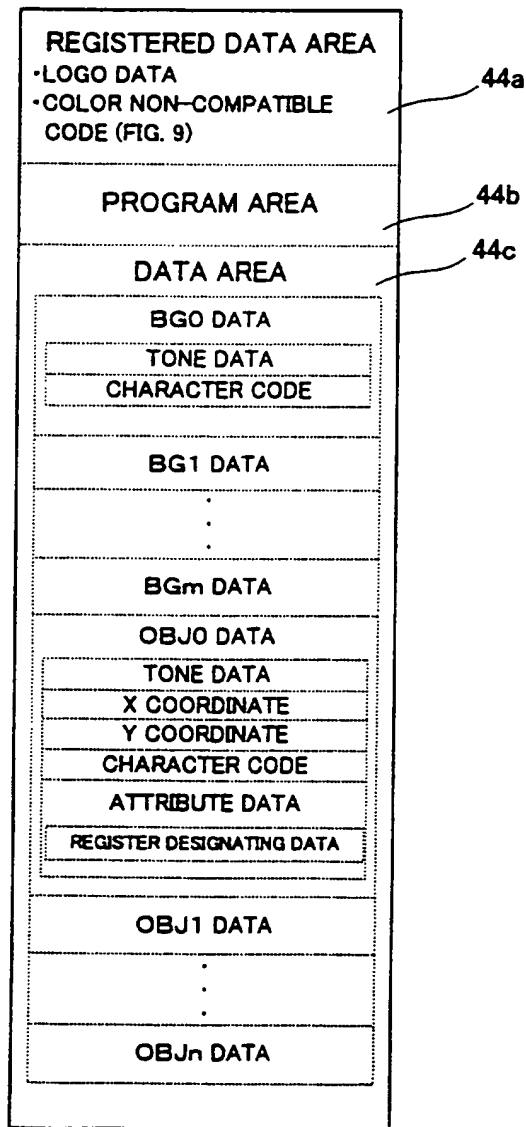 REGISTERED DATA AREA
·LOGO DATA
·COLOR NON-COMPATIBLE
CODE (FIG. 9)
44a
PROGRAM AREA
44b
44c
DATA AREA
BG0 DATA
TONE DATA
CHARACTER CODE
BG1 DATA
.
.
.
BGm DATA
OBJ0 DATA
TONE DATA
X COORDINATE
Y COORDINATE
CHARACTER CODE
ATTRIBUTE DATA
REGISTER DESIGNATING DATA
OBJ1 DATA
.
.
.
OBJn DATA